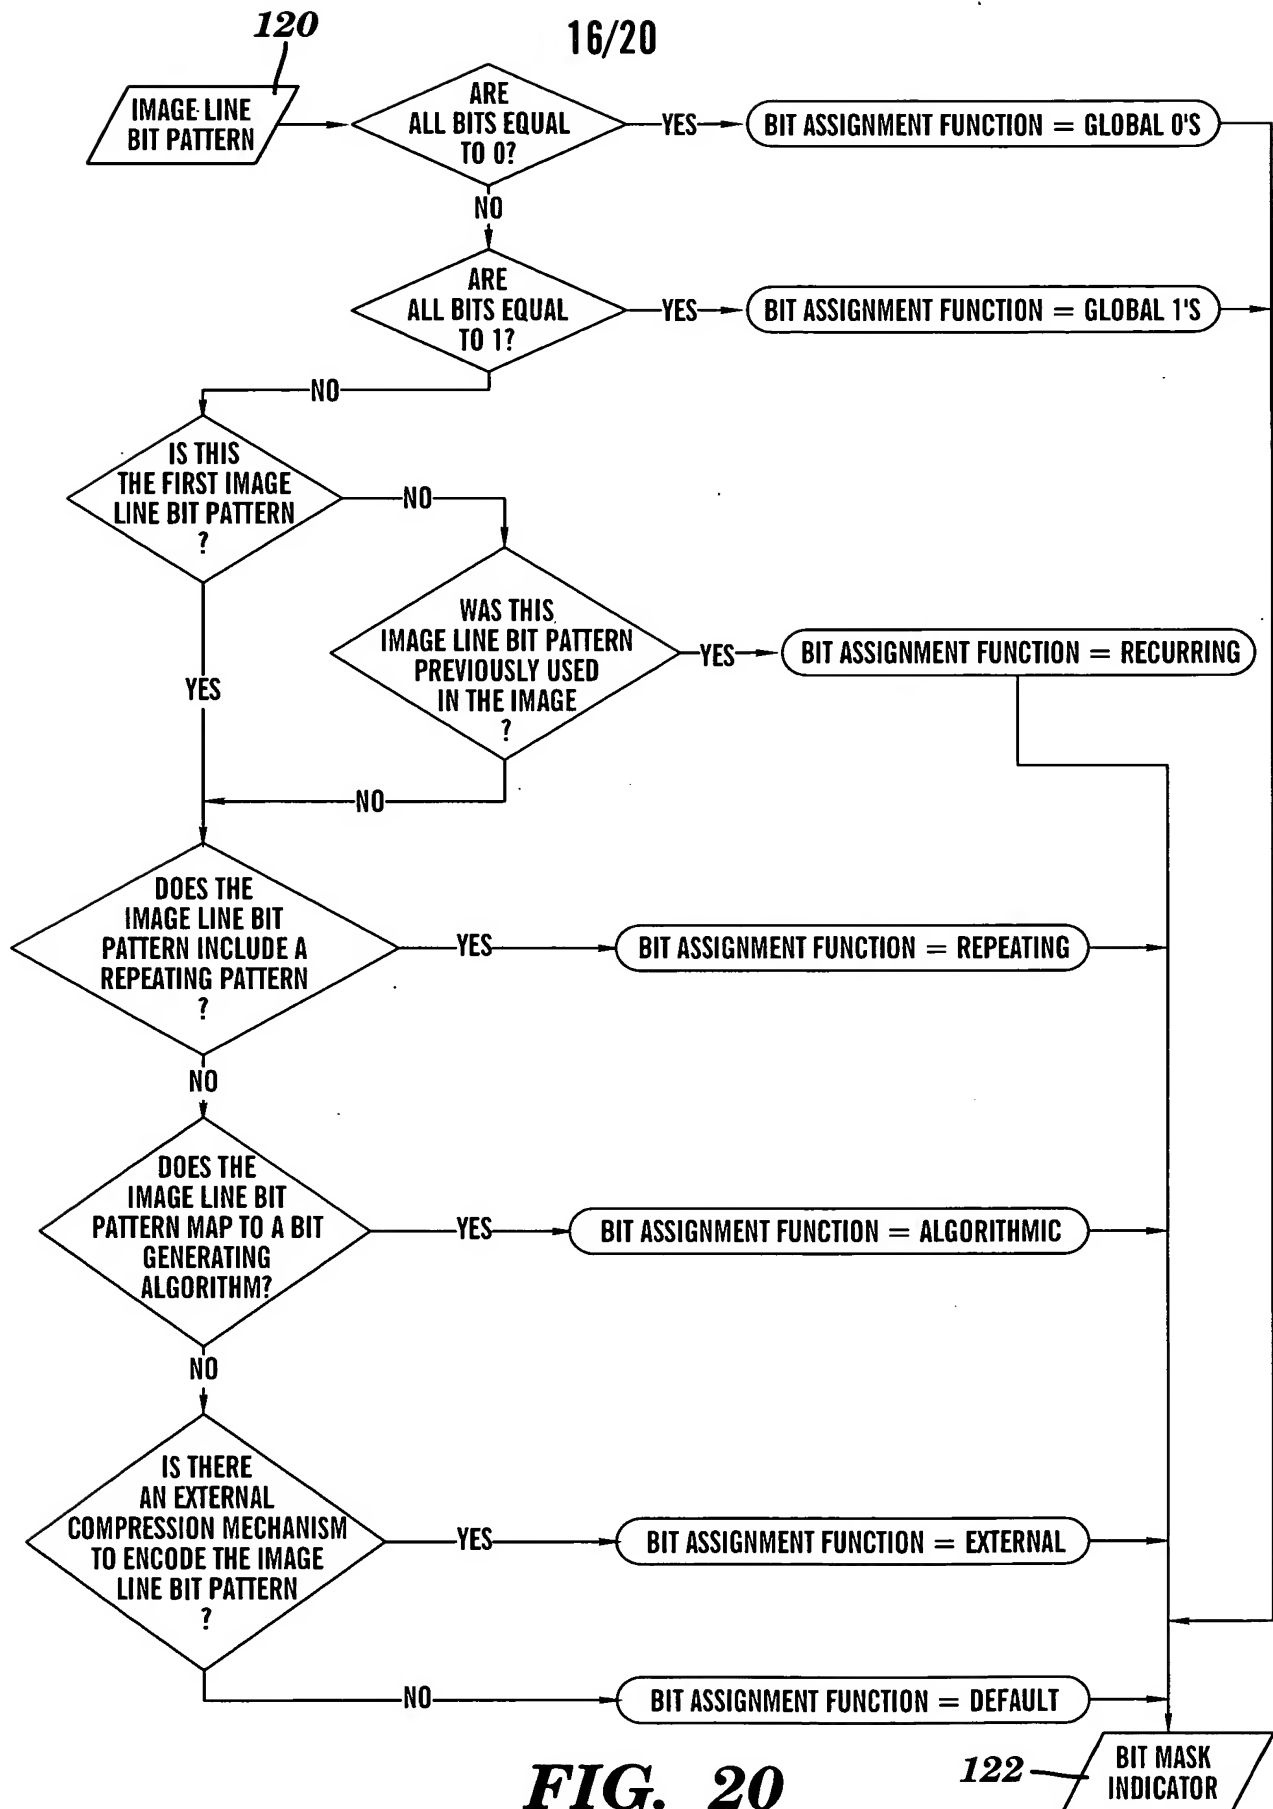 120
16/20
IMAGE LINE
BIT PATTERN
ARE
ALL BITS EQUAL
TO 0?
YES
BIT ASSIGNMENT FUNCTION = GLOBAL 0'S
NO
ARE
ALL BITS EQUAL
TO 1?
YES
BIT ASSIGNMENT FUNCTION = GLOBAL 1'S
NO
IS THIS
THE FIRST IMAGE
LINE BIT PATTERN
?
NO
WAS THIS
IMAGE LINE BIT PATTERN
PREVIOUSLY USED
IN THE IMAGE
?
YES
BIT ASSIGNMENT FUNCTION = RECURRING
YES
NO
DOES THE
IMAGE LINE BIT
PATTERN INCLUDE A
REPEATING PATTERN
?
YES
BIT ASSIGNMENT FUNCTION = REPEATING
NO
DOES THE
IMAGE LINE BIT
PATTERN MAP TO A BIT
GENERATING
ALGORITHM?
YES
BIT ASSIGNMENT FUNCTION = ALGORITHMIC
NO
IS THERE
AN EXTERNAL
COMPRESSION MECHANISM
TO ENCODE THE IMAGE
LINE BIT PATTERN
?
YES
BIT ASSIGNMENT FUNCTION = EXTERNAL
NO
BIT ASSIGNMENT FUNCTION = DEFAULT
122
BIT MASK
INDICATOR
FIG. 20